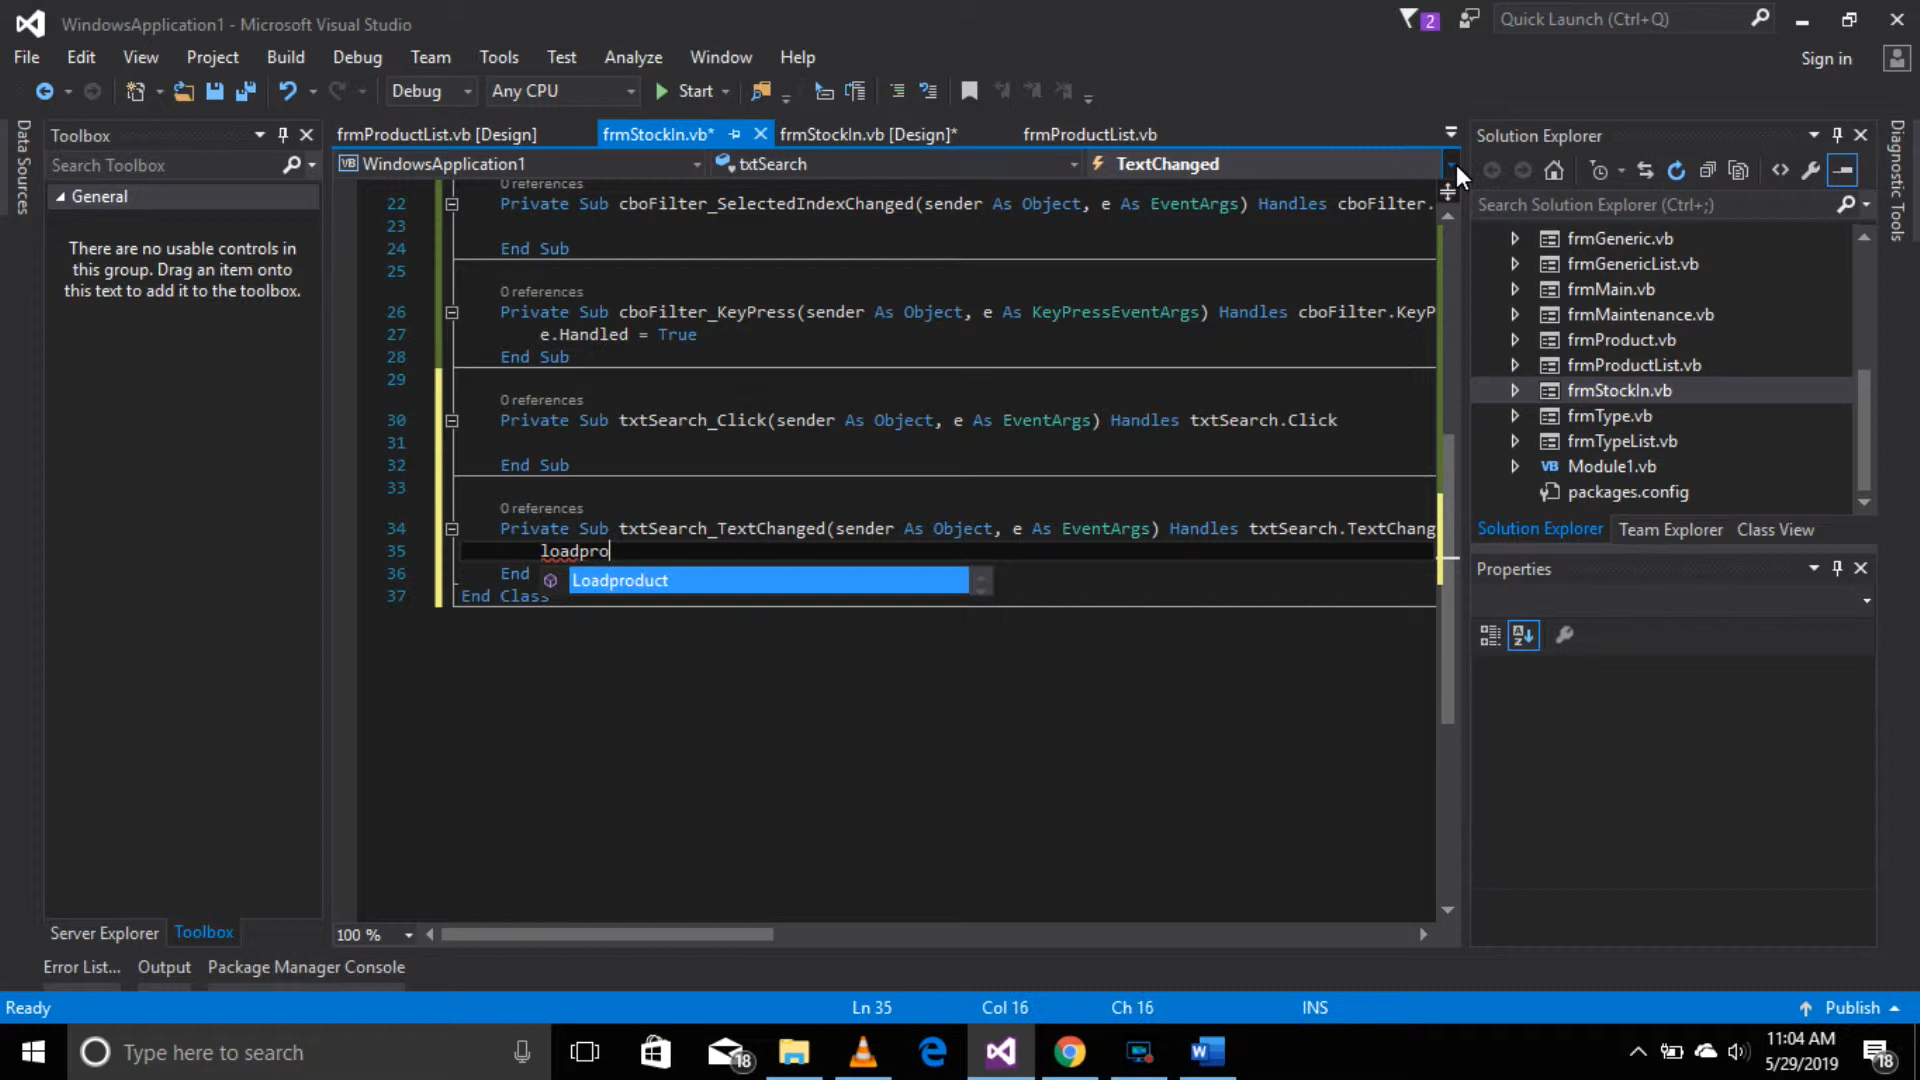 WindowsApplication1 - Microsoft Visual Studio
2
Quick Launch (Ctrl+Q)
File Edit View Project Build Debug Team Tools Test Analyze Window Help
Sign in
Debug Any CPU Start
Data Sources
Toolbox
Search Toolbox
General
There are no usable controls in
this group. Drag an item onto
this text to add it to the toolbox.
Server Explorer Toolbox
frmProductList.vb [Design] frmStockIn.vb* frmStockIn.vb [Design]* frmProductList.vb
WindowsApplication1 txtSearch TextChanged
0 references
22 Private Sub cboFilter_SelectedIndexChanged(sender As Object, e As EventArgs) Handles cboFilter.
23
24 End Sub
25
0 references
26 Private Sub cboFilter_KeyPress(sender As Object, e As KeyPressEventArgs) Handles cboFilter.KeyP
27 e.Handled = True
28 End Sub
29
0 references
30 Private Sub txtSearch_Click(sender As Object, e As EventArgs) Handles txtSearch.Click
31
32 End Sub
33
0 references
34 Private Sub txtSearch_TextChanged(sender As Object, e As EventArgs) Handles txtSearch.TextChang
35 loadpro
36 End
Loadproduct
37 End Class
100 %
Solution Explorer
Search Solution Explorer (Ctrl+;)
frmGeneric.vb
frmGenericList.vb
frmMain.vb
frmMaintenance.vb
frmProduct.vb
frmProductList.vb
frmStockIn.vb
frmType.vb
frmTypeList.vb
VB Module1.vb
packages.config
Solution Explorer Team Explorer Class View
Properties
Diagnostic Tools
Error List... Output Package Manager Console
Ready Ln 35 Col 16 Ch 16 INS Publish
Type here to search
18
11:04 AM
5/29/2019
18